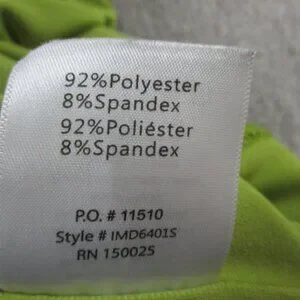 92%Polyester
8%Spandex
92%Poliéster
8%Spandex
P.O. # 11510
Style # IMD6401S
RN 150025